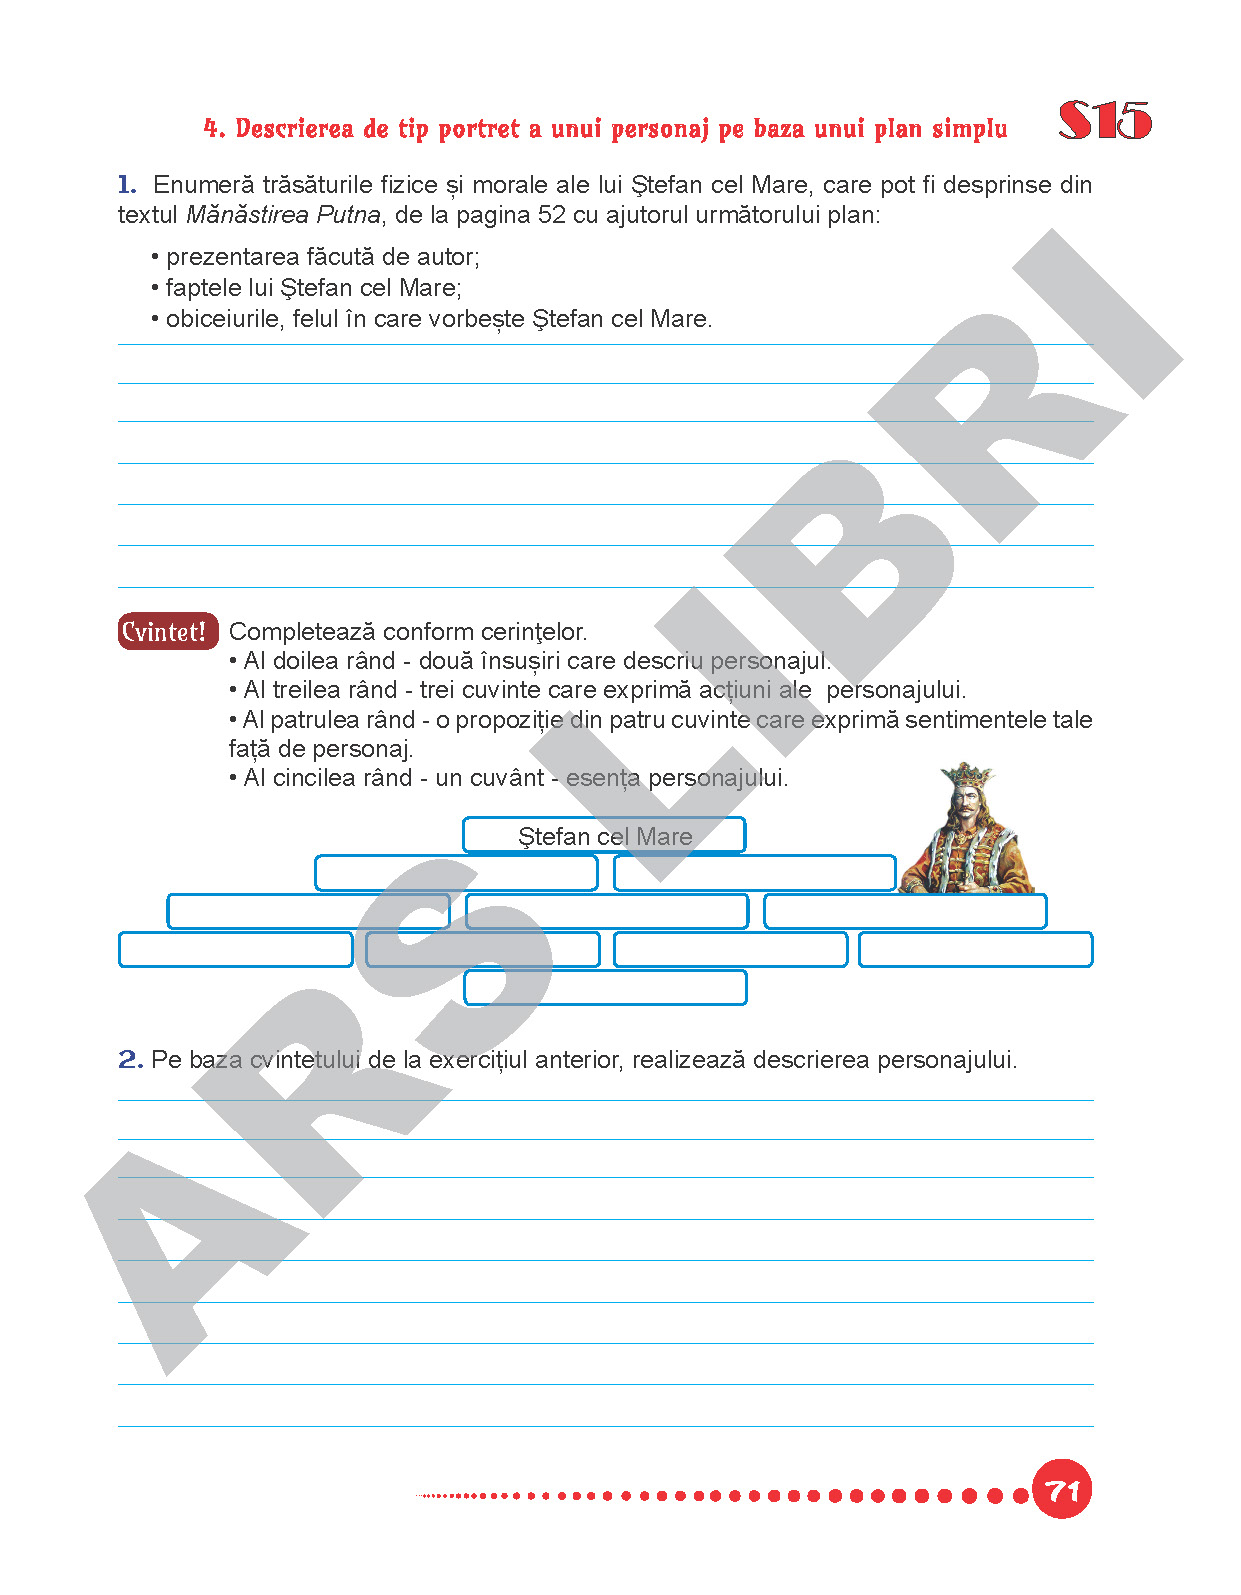 4. Descrierea de tip portret a unui personaj pe baza unui plan simplu
S15
1. Enumeră trăsăturile fizice și morale ale lui Ştefan cel Mare, care pot fi desprinse din
textul Mănăstirea Putna, de la pagina 52 cu ajutorul următorului plan:
• prezentarea făcută de autor;
• faptele lui Ştefan cel Mare;
• obiceiurile, felul în care vorbește Ştefan cel Mare.
Cvintet! Completează conform cerinţelor.
• Al doilea rând - două însușiri care descriu personajul.
• Al treilea rând - trei cuvinte care exprimă acțiuni ale personajului.
• Al patrulea rând - o propoziție din patru cuvinte care exprimă sentimentele tale
față de personaj.
• Al cincilea rând - un cuvânt - esența personajului.
Ştefan cel Mare
2. Pe baza cvintetului de la exercițiul anterior, realizează descrierea personajului.
71
ARS LIBRI